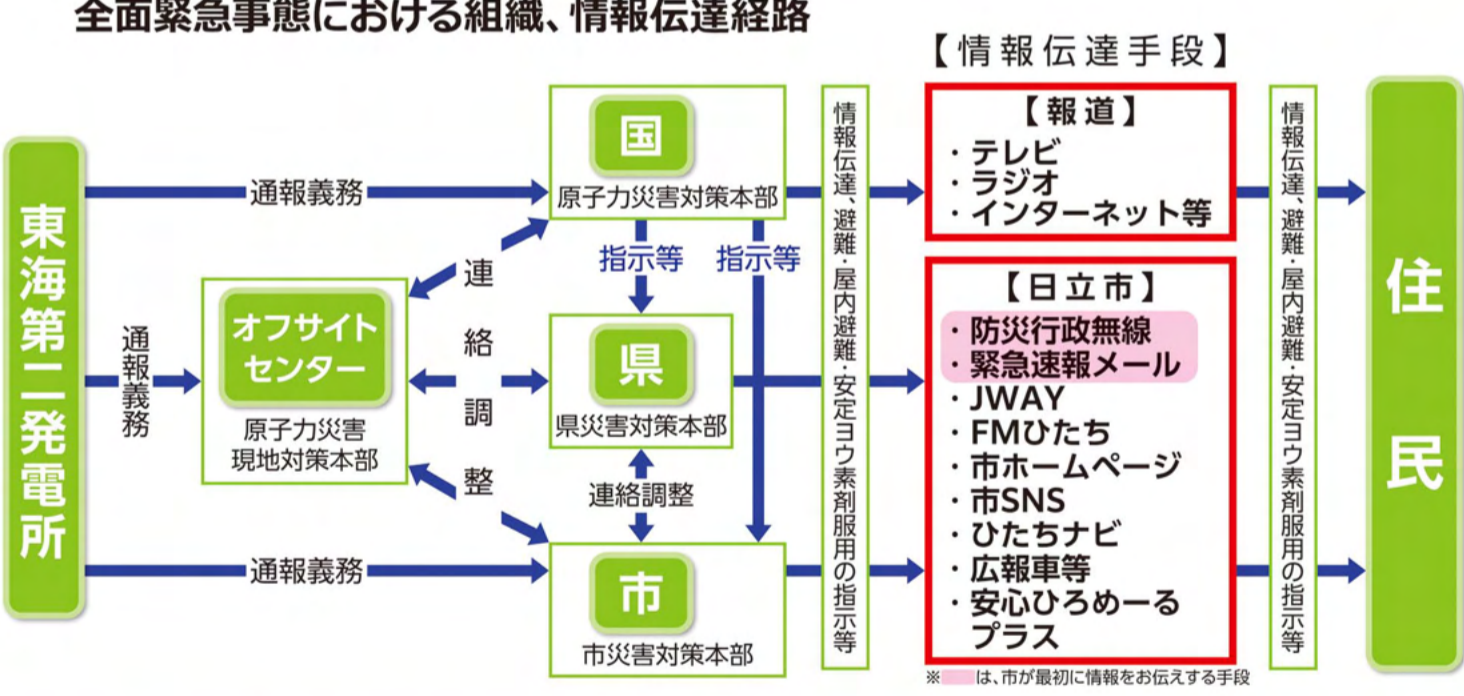 全面緊急事態における組織、情報伝達経路
東海第二発電所
通報義務
通報義務
通報義務
オフサイト
センター
原子力災害
現地対策本部
連絡調整
国
原子力災害対策本部
指示等
指示等
県
県災害対策本部
連絡調整
市
市災害対策本部
情報伝達、避難・屋内避難・安定ヨウ素剤服用の指示等
【情報伝達手段】
【報道】
・テレビ
・ラジオ
・インターネット等
【日立市】
・防災行政無線
・緊急速報メール
・JWAY
・FMひたち
・市ホームページ
・市SNS
・ひたちナビ
・広報車等
・安心ひろめーる
プラス
※　は、市が最初に情報をお伝えする手段
情報伝達、避難・屋内避難・安定ヨウ素剤服用の指示等
住民